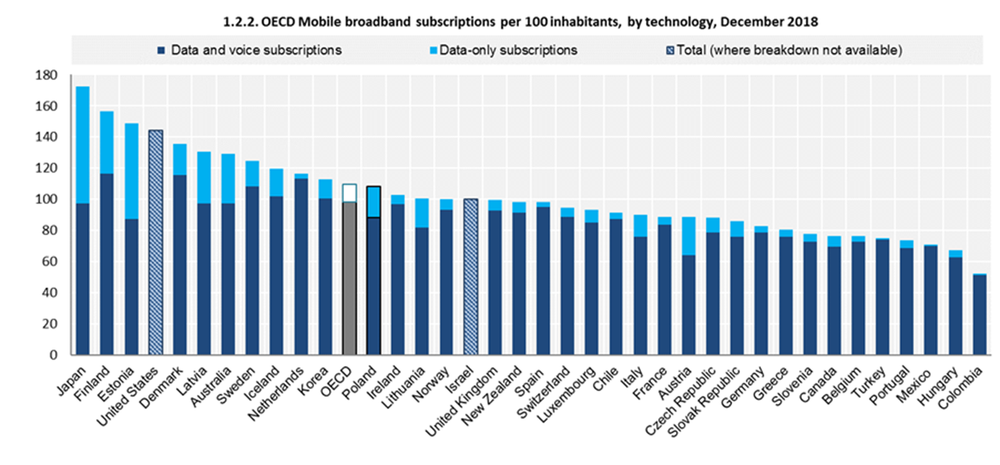 1.2.2. OECD Mobile broadband subscriptions per 100 inhabitants, by technology, December 2018
Data and voice subscriptions
Data-only subscriptions
Total (where breakdown not available)
180
160
140
120
100
80
60
40
20
0
Japan
Finland
Estonia
United States
Denmark
Latvia
Australia
Sweden
Iceland
Netherlands
Korea
OECD
Poland
Ireland
Lithuania
Norway
Israel
United Kingdom
New Zealand
Spain
Switzerland
Luxembourg
Chile
Italy
France
Austria
Czech Republic
Slovak Republic
Germany
Greece
Slovenia
Canada
Belgium
Turkey
Portugal
Mexico
Hungary
Colombia